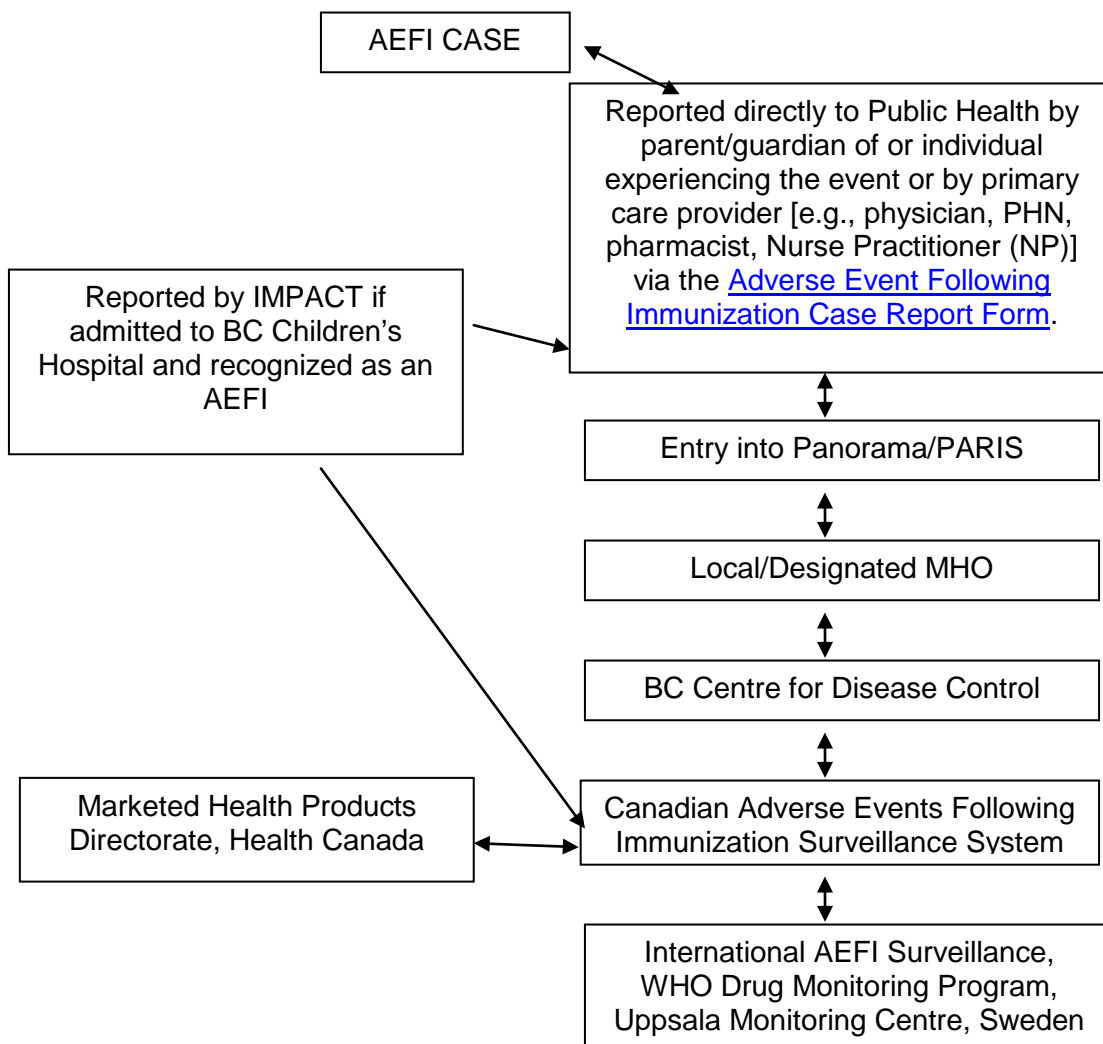 AEFI CASE
Reported directly to Public Health by
parent/guardian of or individual
experiencing the event or by primary
care provider [e.g., physician, PHN,
pharmacist, Nurse Practitioner (NP)]
via the Adverse Event Following
Immunization Case Report Form.
Reported by IMPACT if
admitted to BC Children’s
Hospital and recognized as an
AEFI
Entry into Panorama/PARIS
Local/Designated MHO
BC Centre for Disease Control
Marketed Health Products
Directorate, Health Canada
Canadian Adverse Events Following
Immunization Surveillance System
International AEFI Surveillance,
WHO Drug Monitoring Program,
Uppsala Monitoring Centre, Sweden